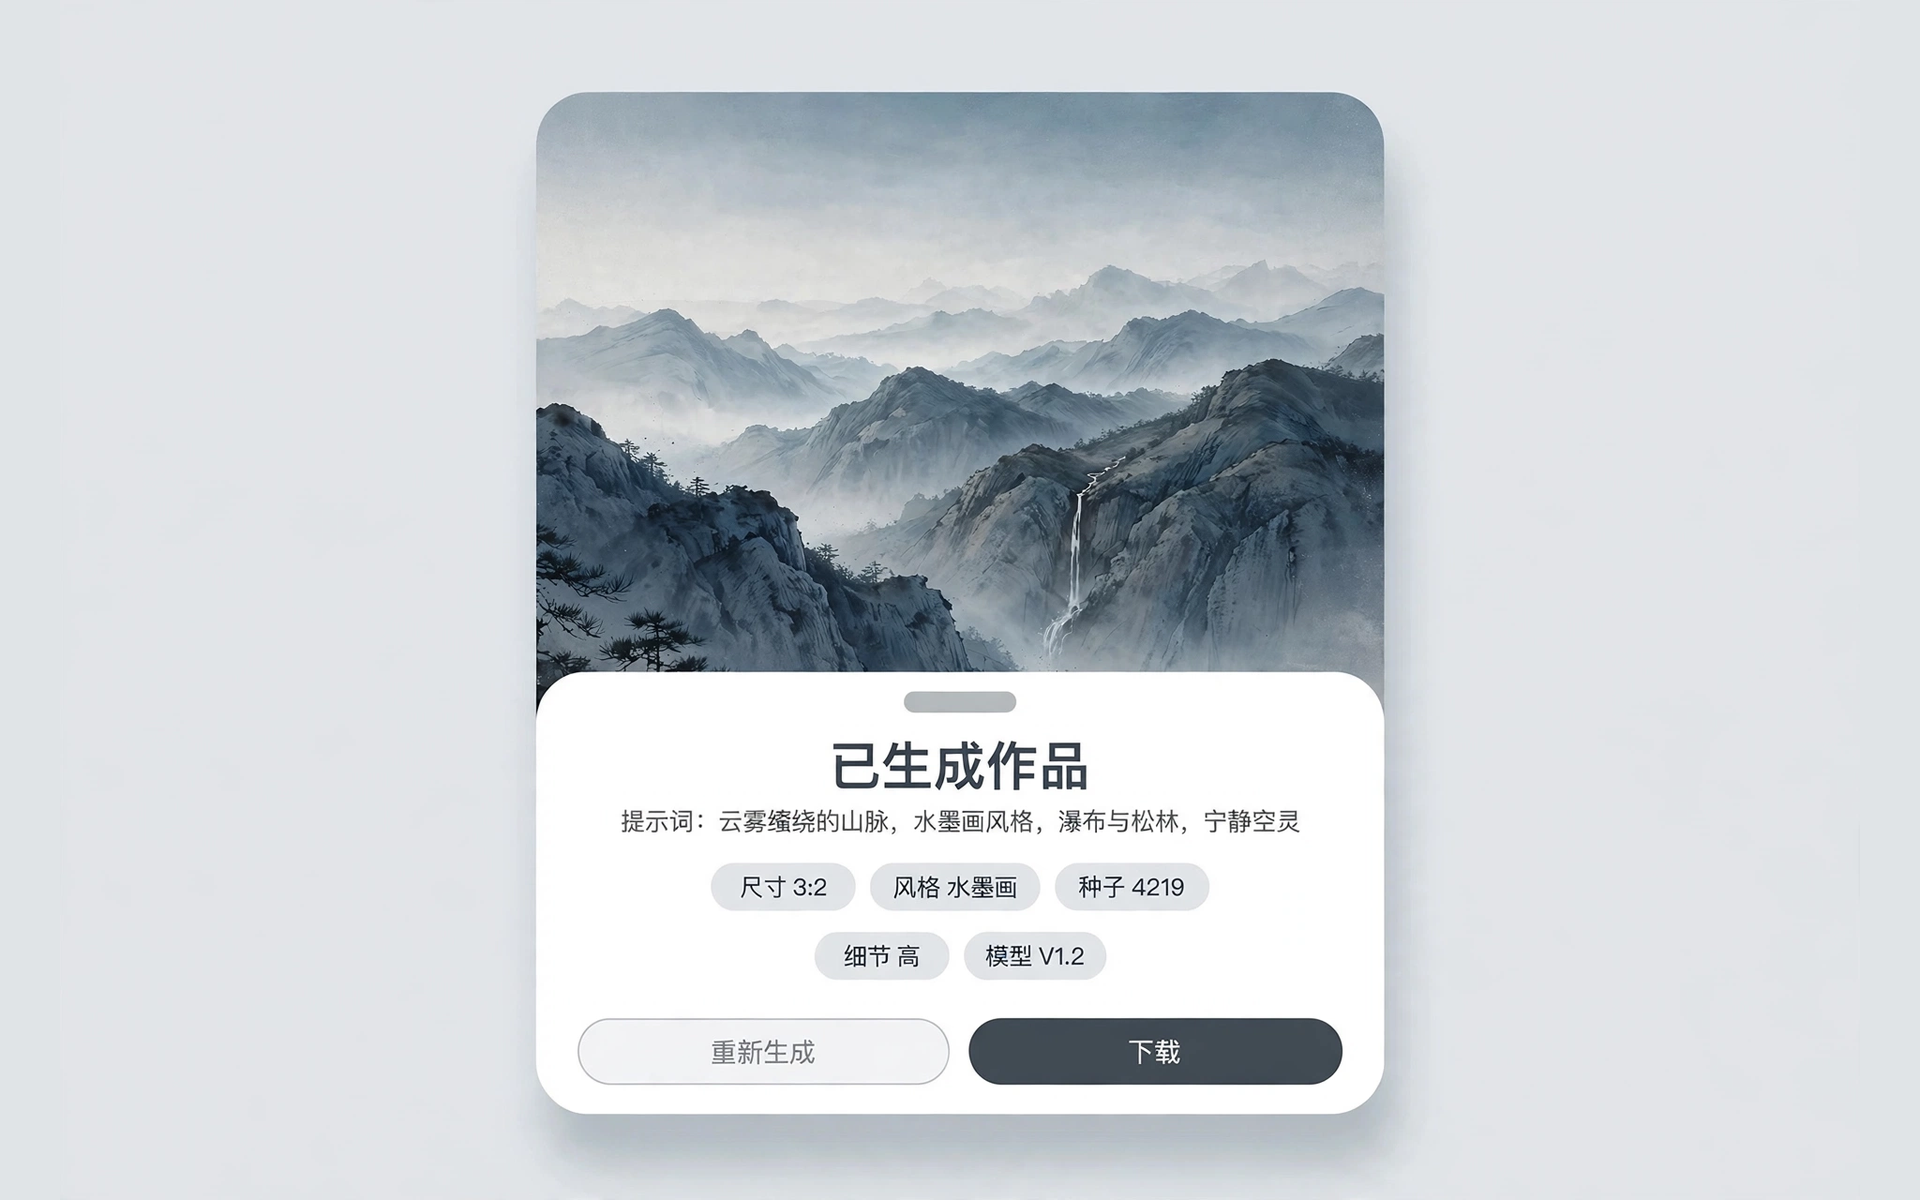 已生成作品
提示词：云雾缭绕的山脉，水墨画风格，瀑布与松林，宁静空灵
尺寸 3:2
风格 水墨画
种子 4219
细节 高
模型 V1.2
重新生成
下载